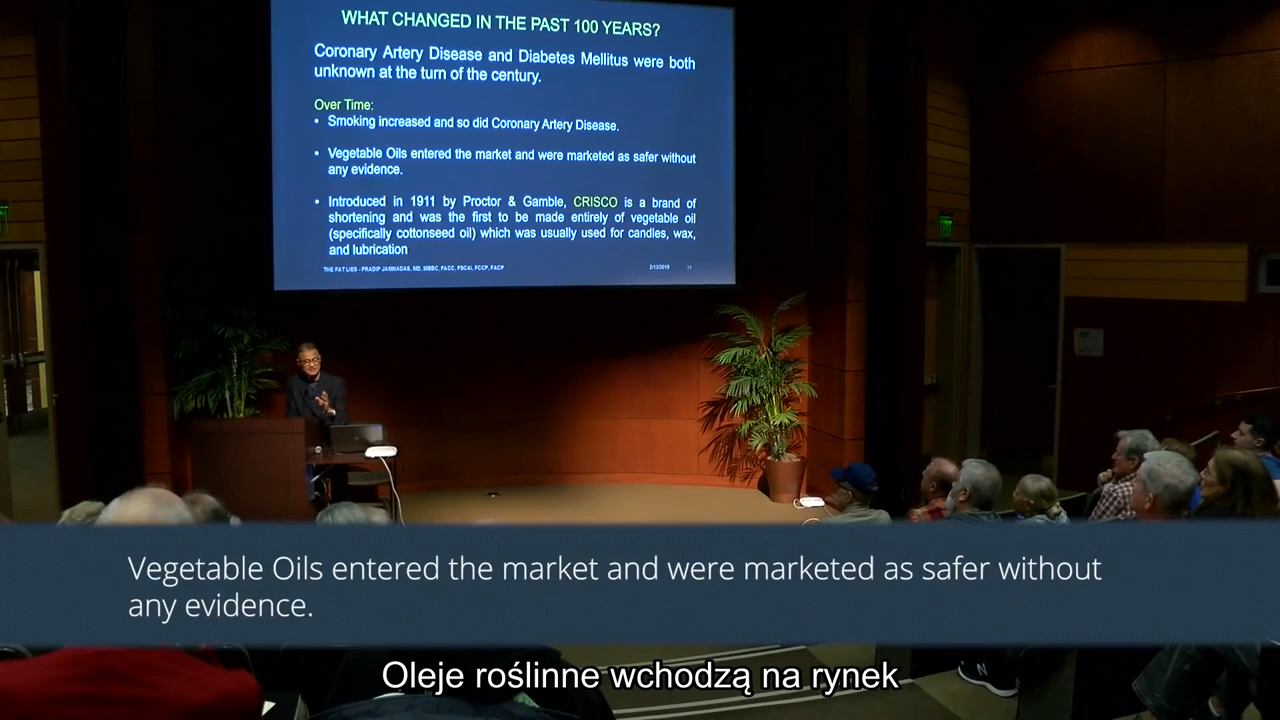 WHAT CHANGED IN THE PAST 100 YEARS?
Coronary Artery Disease and Diabetes Mellitus were both
unknown at the turn of the century.
Over Time:
• Smoking increased and so did Coronary Artery Disease.
• Vegetable Oils entered the market and were marketed as safer without
any evidence.
• Introduced in 1911 by Proctor & Gamble, CRISCO is a brand of
shortening and was the first to be made entirely of vegetable oil
(specifically cottonseed oil) which was usually used for candles, wax,
and lubrication
THE FAT LIES - PRADIP JAMNADAS, MD, MBBC, FACC, FSCAI, FCCP, FACP 2/13/2019 11
Vegetable Oils entered the market and were marketed as safer without
any evidence.
Oleje roślinne wchodzą na rynek